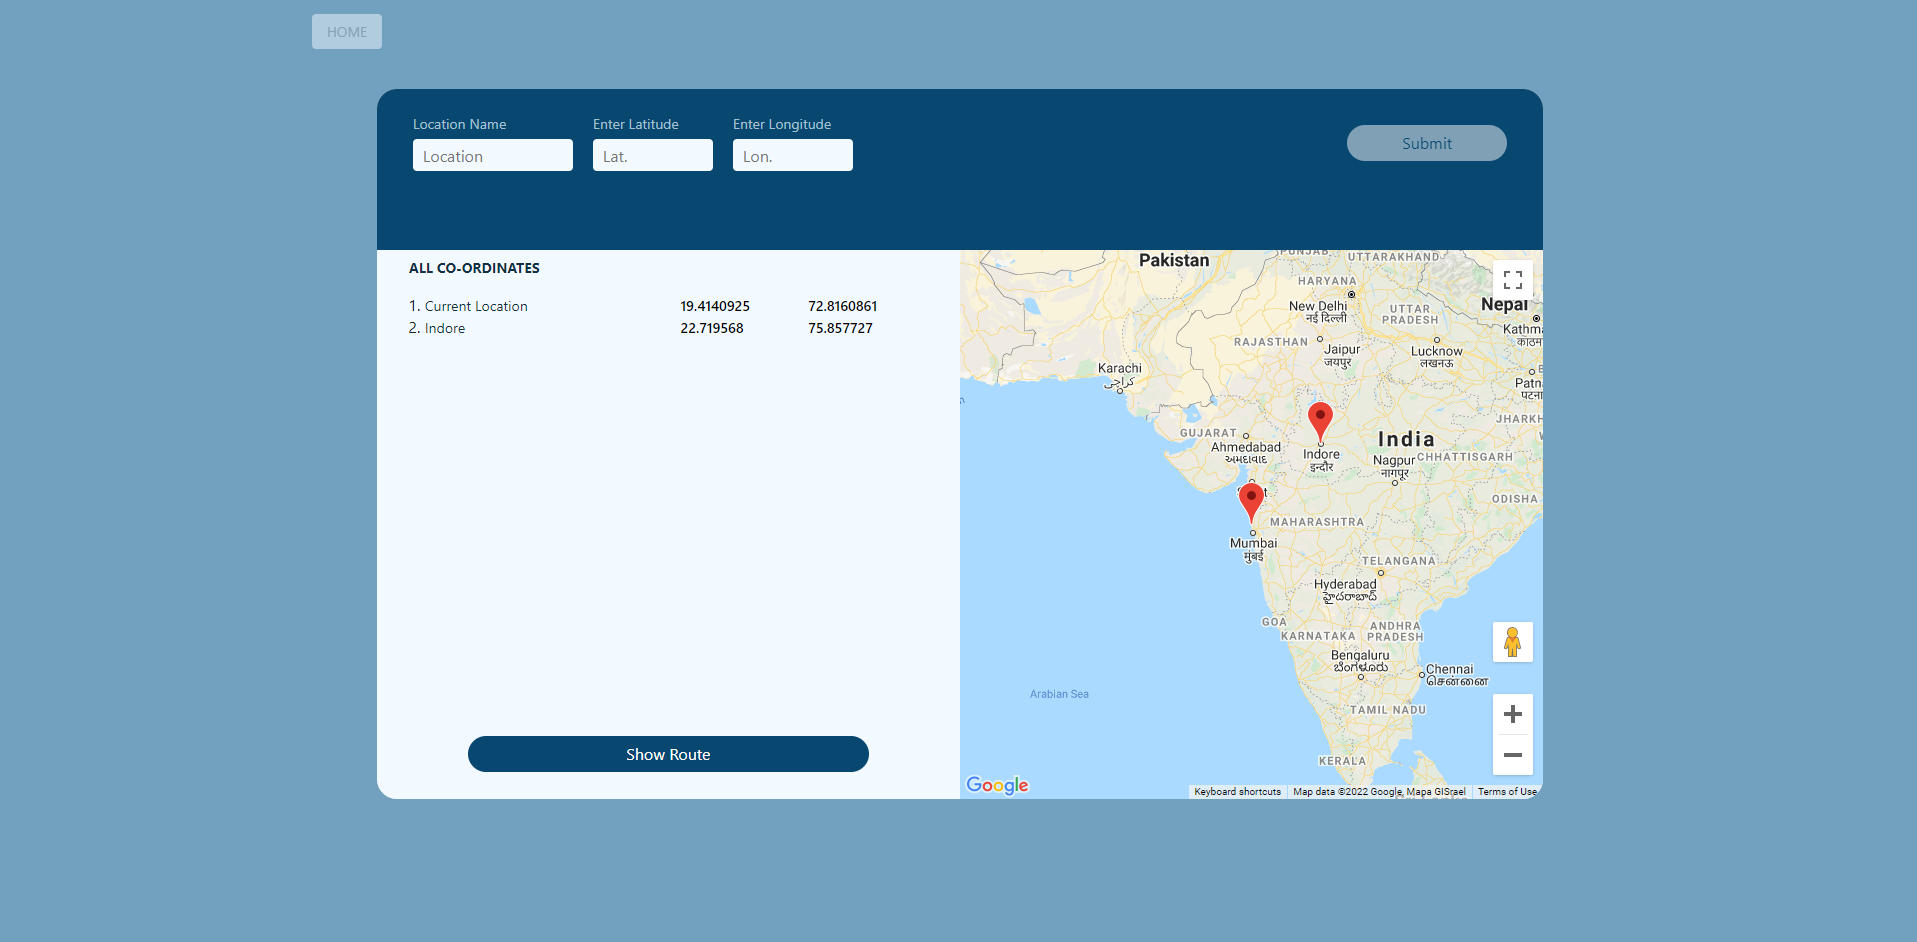 HOME
Location Name
Enter Latitude
Enter Longitude
Location
Lat.
Lon.
Submit
ALL CO-ORDINATES
1. Current Location 19.4140925 72.8160861
2. Indore 22.719568 75.857727
Show Route
PUNJAB
Pakistan
UTTARAKHAND
HARYANA
New Delhi
नई दिल्ली
Nepal
UTTAR
PRADESH
Kathma
काठम
RAJASTHAN
Jaipur
जयपुर
Lucknow
लखनऊ
Karachi
کراچی
Patn
पटना
JHARKH
GUJARAT
Ahmedabad
અમદાવાદ
Indore
इन्दौर
India
Nagpur
नागपूर
CHHATTISGARH
ODISHA
MAHARASHTRA
Mumbai
मुंबई
TELANGANA
Hyderabad
హైదరాబాద్
GOA
KARNATAKA
ANDHRA
PRADESH
Bengaluru
ಬೆಂಗಳೂರು
Chennai
சென்னை
Arabian Sea
TAMIL NADU
KERALA
Google
Keyboard shortcuts
Map data ©2022 Google, Mapa GISrael
Terms of Use